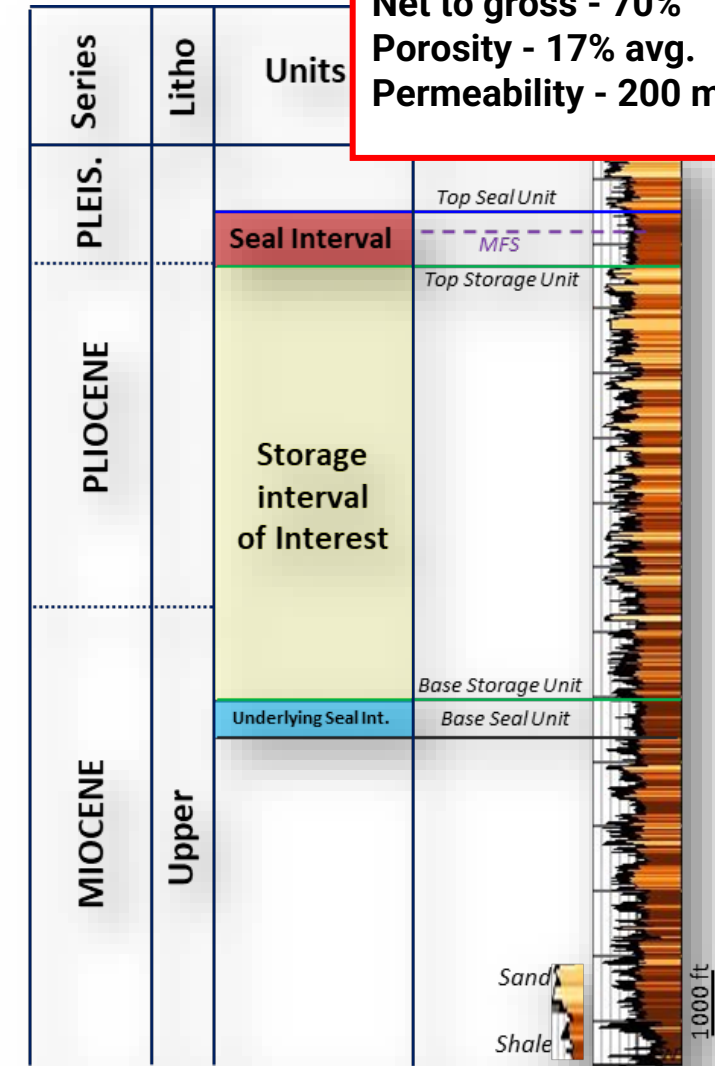 Net to gross - 70%
Porosity - 17% avg.
Permeability - 200
Series
Litho
Units
PLEIS.
Top Seal Unit
Seal Interval
MFS
Top Storage Unit
PLIOCENE
Storage
interval
of Interest
Base Storage Unit
Underlying Seal Int.
Base Seal Unit
MIOCENE
Upper
Sand
Shale
1000 ft